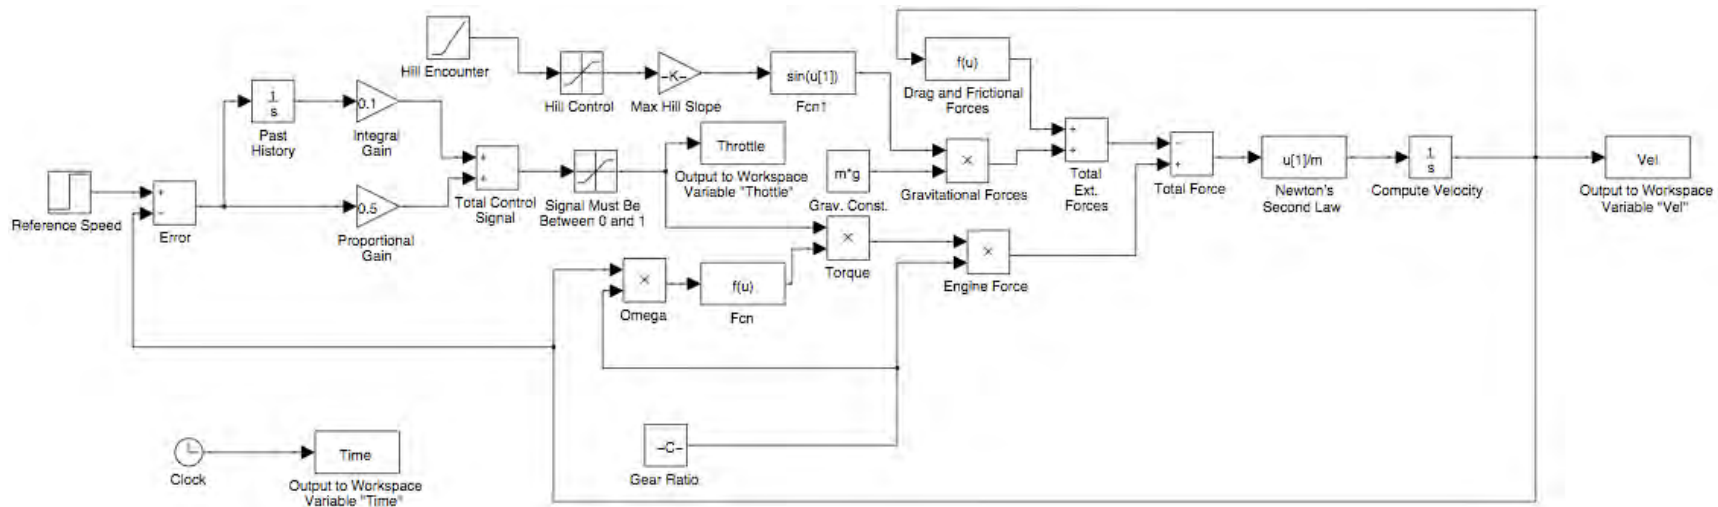 Hill Encounter
Hill Control
-K-
Max Hill Slope
sin(u[1])
Fcn1
f(u)
Drag and Frictional
Forces
1
s
Past
History
0.1
Integral
Gain
Reference Speed
+
−
Error
0.5
Proportional
Gain
+
+
Total Control
Signal
Signal Must Be
Between 0 and 1
Throttle
Output to Workspace
Variable "Thottle"
m*g
Grav. Const.
×
Gravitational Forces
+
+
Total
Ext.
Forces
−
+
Total Force
u[1]/m
Newton's
Second Law
1
s
Compute Velocity
Vel
Output to Workspace
Variable "Vel"
×
Omega
f(u)
Fcn
×
Torque
×
Engine Force
-C-
Gear Ratio
Clock
Time
Output to Workspace
Variable "Time"